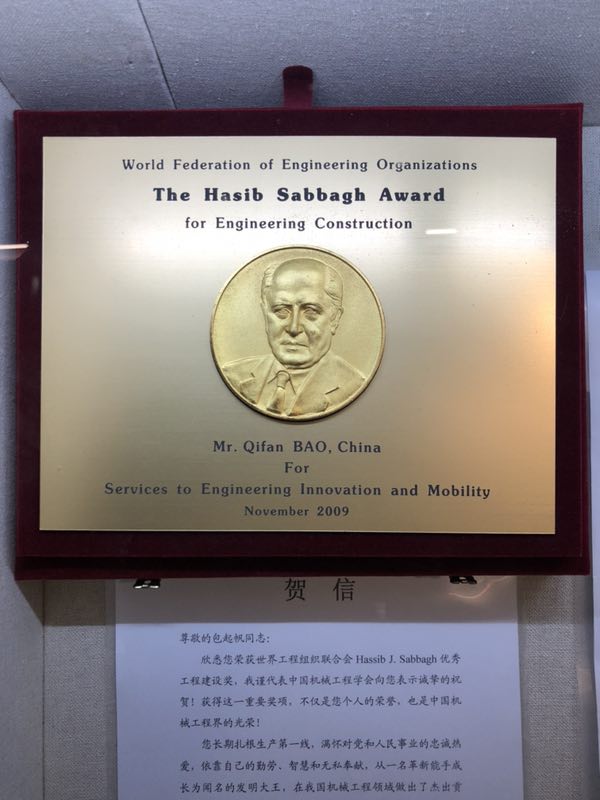 World Federation of Engineering Organizations
The Hasib Sabbagh Award
for Engineering Construction
Mr. Qifan BAO, China
For
Services to Engineering Innovation and Mobility
November 2009
贺 信
尊敬的包起帆同志：
欣悉您荣获世界工程组织联合会 Hassib J. Sabbagh 优秀
工程建设奖，我谨代表中国机械工程学会向您表示诚挚的祝
贺！获得这一重要奖项，不仅是您个人的荣誉，也是中国机
械工程界的光荣！
您长期扎根生产第一线，满怀对党和人民事业的忠诚热
爱，依靠自己的勤劳、智慧和无私奉献，从一名革新能手成
长为闻名的发明大王，在我国机械工程领域做出了杰出贡